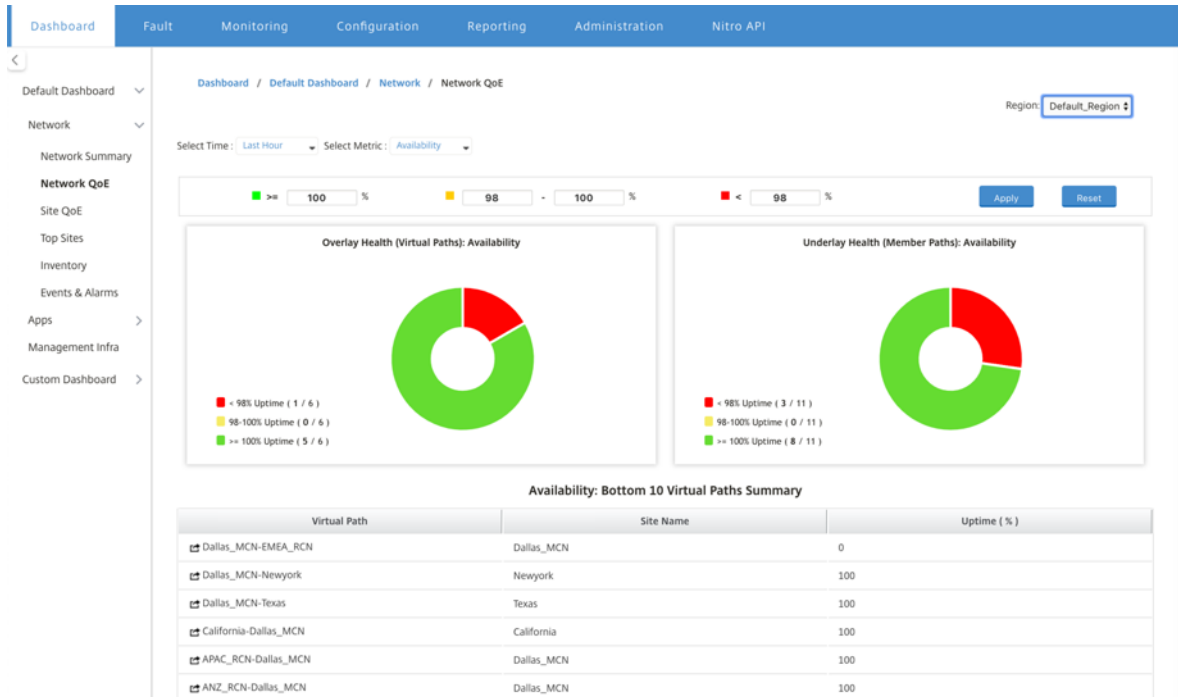 Dashboard Fault Monitoring Configuration Reporting Administration Nitro API
Default Dashboard
Network
Network Summary
Network QoE
Site QoE
Top Sites
Inventory
Events & Alarms
Apps
Management Infra
Custom Dashboard
Dashboard / Default Dashboard / Network / Network QoE
Region: Default_Region
Select Time : Last Hour Select Metric : Availability
>= 100 % 98 - 100 % < 98 % Apply Reset
Overlay Health (Virtual Paths): Availability
< 98% Uptime ( 1 / 6 )
98-100% Uptime ( 0 / 6 )
>= 100% Uptime ( 5 / 6 )
Underlay Health (Member Paths): Availability
< 98% Uptime ( 3 / 11 )
98-100% Uptime ( 0 / 11 )
>= 100% Uptime ( 8 / 11 )
Availability: Bottom 10 Virtual Paths Summary
Virtual Path Site Name Uptime ( % )
Dallas_MCN-EMEA_RCN Dallas_MCN 0
Dallas_MCN-Newyork Newyork 100
Dallas_MCN-Texas Texas 100
California-Dallas_MCN California 100
APAC_RCN-Dallas_MCN Dallas_MCN 100
ANZ_RCN-Dallas_MCN Dallas_MCN 100